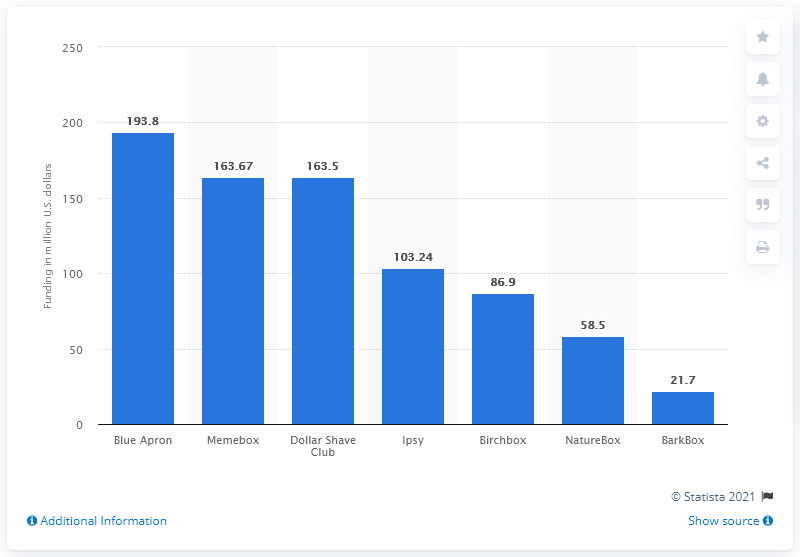 250
200
150
100
50
0
Funding in million U.S. dollars
193.8
163.67
163.5
103.24
86.9
58.5
21.7
Blue Apron
Memebox
Dollar Shave
Club
Ipsy
Birchbox
NatureBox
BarkBox
© Statista 2021
Additional Information
Show source